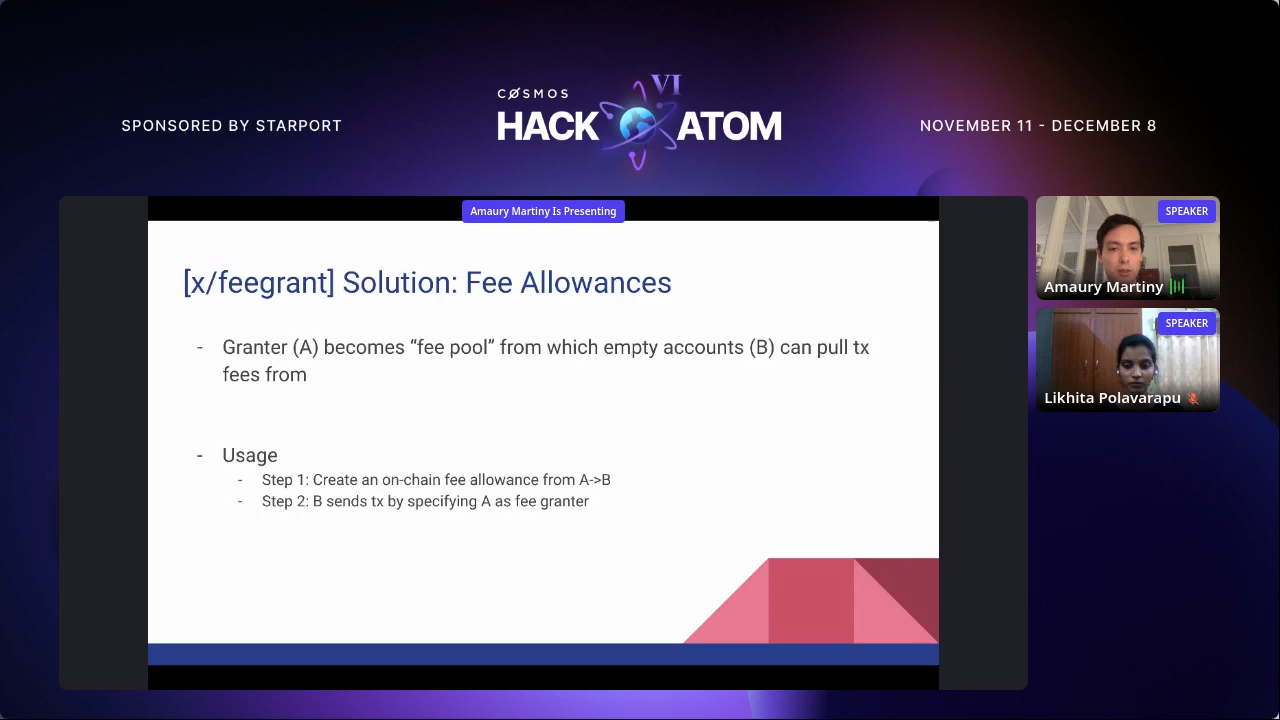 SPONSORED BY STARPORT
CØSMOS
VI
HACK ATOM
NOVEMBER 11 - DECEMBER 8
Amaury Martiny Is Presenting
[x/feegrant] Solution: Fee Allowances
- Granter (A) becomes “fee pool” from which empty accounts (B) can pull tx
fees from
- Usage
- Step 1: Create an on-chain fee allowance from A->B
- Step 2: B sends tx by specifying A as fee granter
SPEAKER
Amaury Martiny
SPEAKER
Likhita Polavarapu